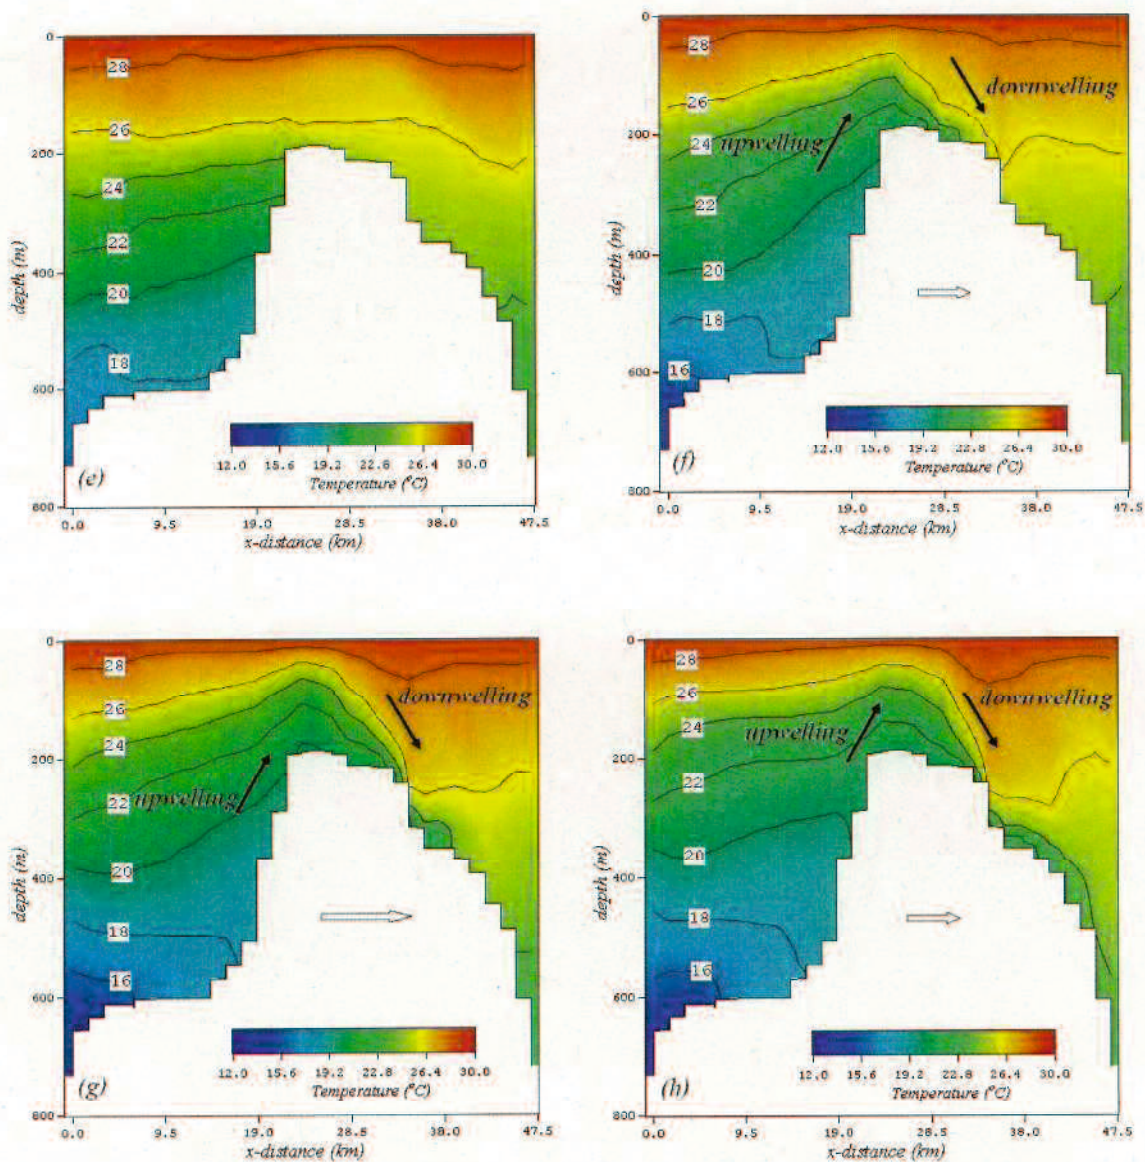 0
200
400
600
800
depth (m)
28
26
24
22
20
18
12.0 15.6 19.2 22.8 26.4 30.0
Temperature (°C)
(e)
0.0 9.5 19.0 28.5 38.0 47.5
x-distance (km)
0
200
400
600
800
depth (m)
28
26
24
22
20
18
16
upwelling
downwelling
12.0 15.6 19.2 22.8 26.4 30.0
Temperature (°C)
(f)
0.0 9.5 19.0 28.5 38.0 47.5
x-distance (km)
0
200
400
600
800
depth (m)
28
26
24
22
20
18
16
upwelling
downwelling
12.0 15.6 19.2 22.8 26.4 30.0
Temperature (°C)
(g)
0.0 9.5 19.0 28.5 38.0 47.5
x-distance (km)
0
200
400
600
800
depth (m)
28
26
24
22
20
18
16
upwelling
downwelling
12.0 15.6 19.2 22.8 26.4 30.0
Temperature (°C)
(h)
0.0 9.5 19.0 28.5 38.0 47.5
x-distance (km)